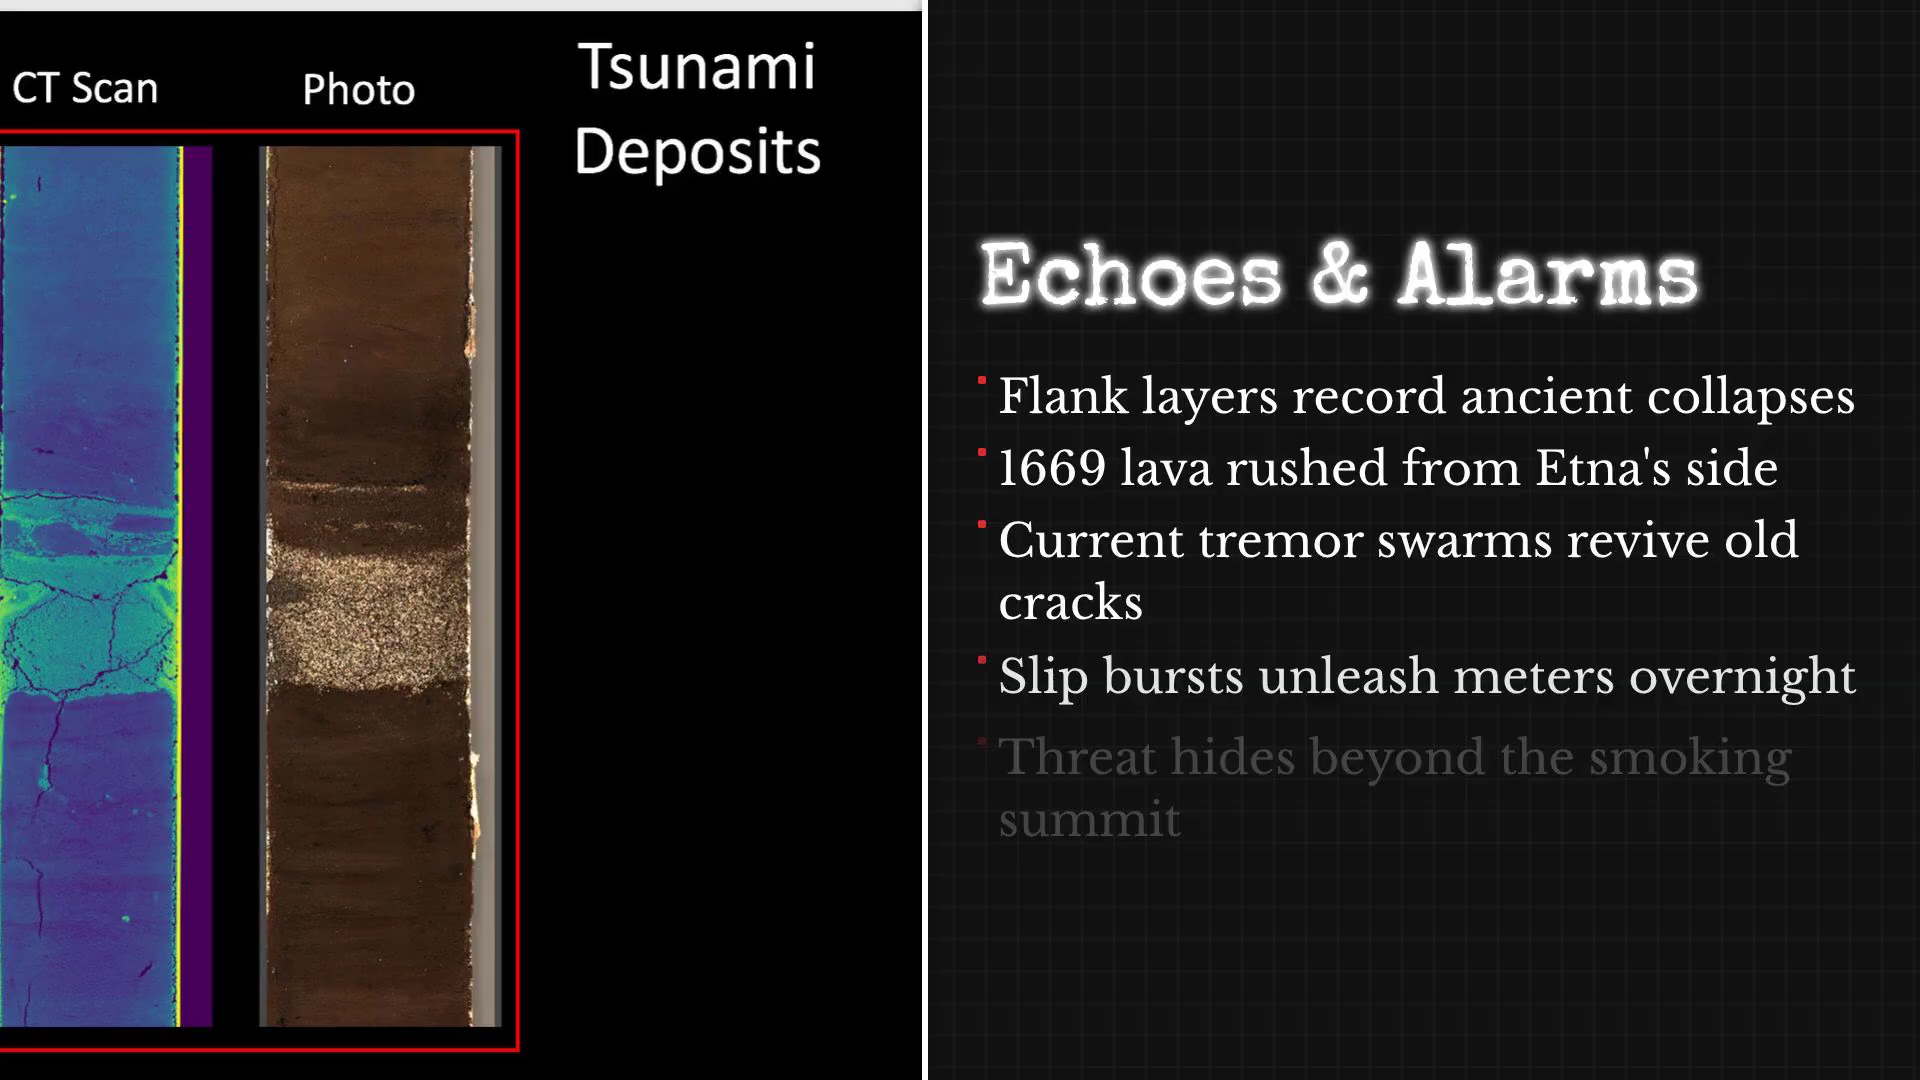 CT Scan
Photo
Tsunami
Deposits
Echoes & Alarms
Flank layers record ancient collapses
1669 lava rushed from Etna's side
Current tremor swarms revive old
cracks
Slip bursts unleash meters overnight
Threat hides beyond the smoking
summit